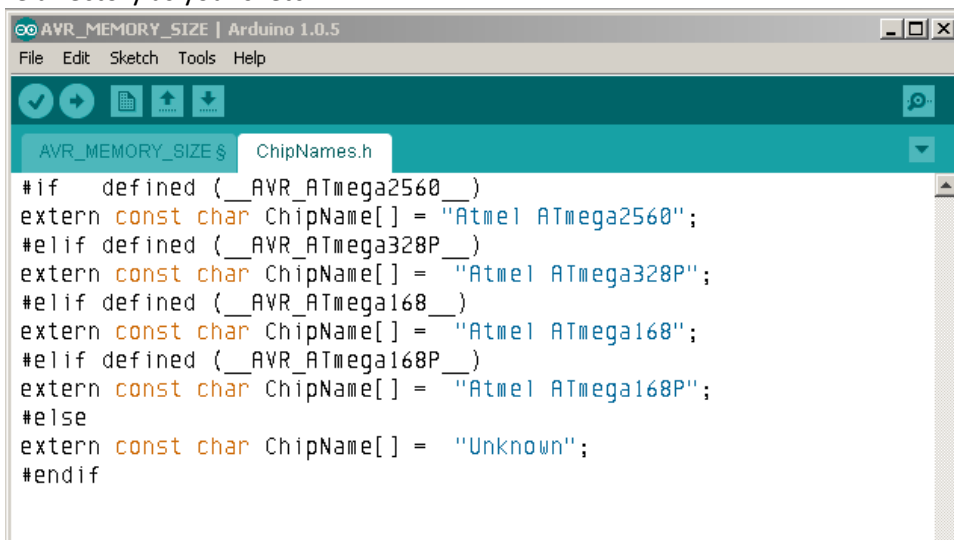 AVR_MEMORY_SIZE | Arduino 1.0.5
File Edit Sketch Tools Help
AVR_MEMORY_SIZE § ChipNames.h
#if   defined (__AVR_ATmega2560__)
extern const char ChipName[] = "Atmel ATmega2560";
#elif defined (__AVR_ATmega328P__)
extern const char ChipName[] =  "Atmel ATmega328P";
#elif defined (__AVR_ATmega168__)
extern const char ChipName[] =  "Atmel ATmega168";
#elif defined (__AVR_ATmega168P__)
extern const char ChipName[] =  "Atmel ATmega168P";
#else
extern const char ChipName[] =  "Unknown";
#endif